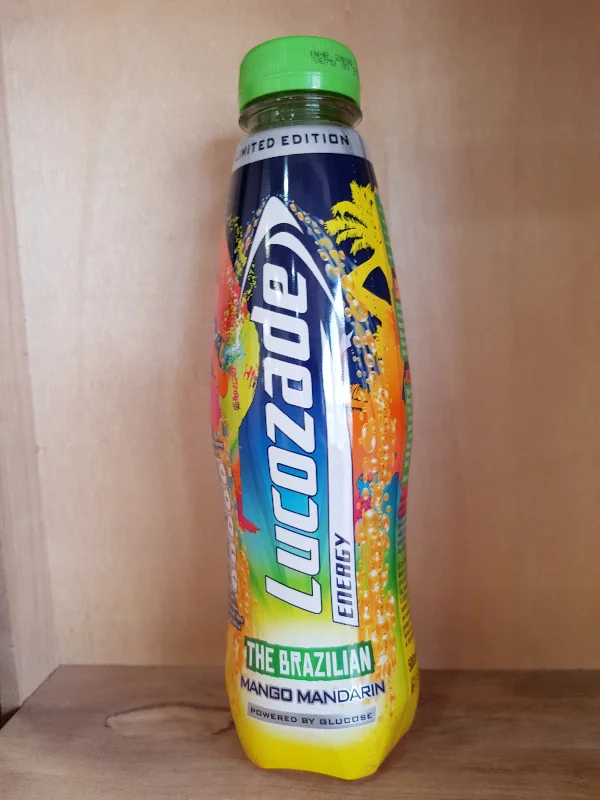 LIMITED EDITION
Lucozade
ENERGY
THE BRAZILIAN
MANGO MANDARIN
POWERED BY GLUCOSE